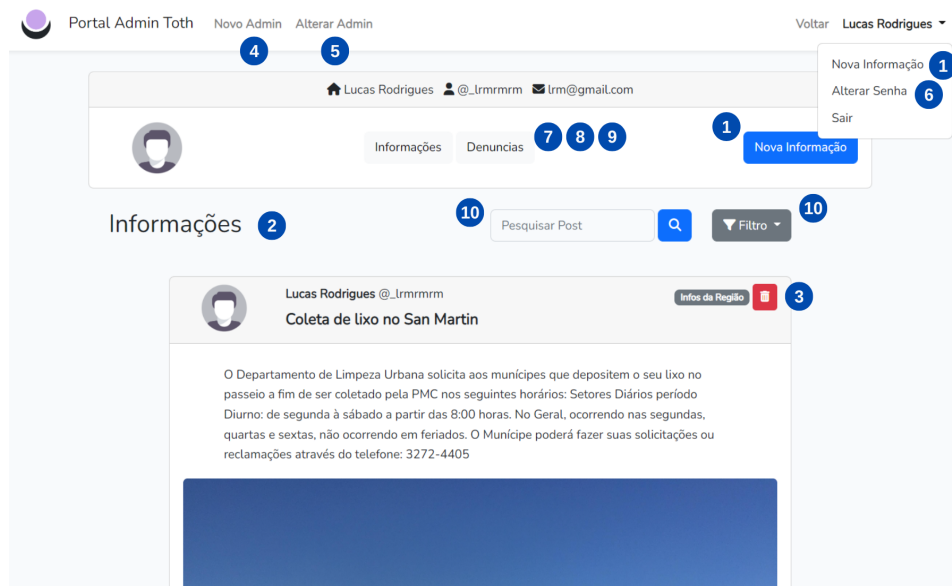 Portal Admin Toth Novo Admin Alterar Admin Voltar Lucas Rodrigues
4 5
Nova Informação 1
Alterar Senha 6
Sair
Lucas Rodrigues @_lrmrmrm lrm@gmail.com
Informações Denuncias 7 8 9 1 Nova Informação
Informações 2 10 Pesquisar Post Filtro 10
Lucas Rodrigues @_lrmrmrm Infos da Região 3
Coleta de lixo no San Martin
O Departamento de Limpeza Urbana solicita aos munícipes que depositem o seu lixo no
passeio a fim de ser coletado pela PMC nos seguintes horários: Setores Diários período
Diurno: de segunda à sábado a partir das 8:00 horas. No Geral, ocorrendo nas segundas,
quartas e sextas, não ocorrendo em feriados. O Munícipe poderá fazer suas solicitações ou
reclamações através do telefone: 3272-4405